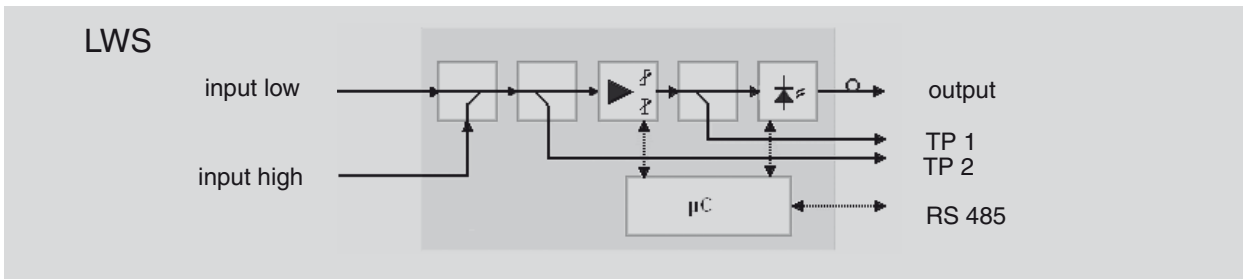 LWS
input low
output
TP 1
TP 2
input high
µC
RS 485